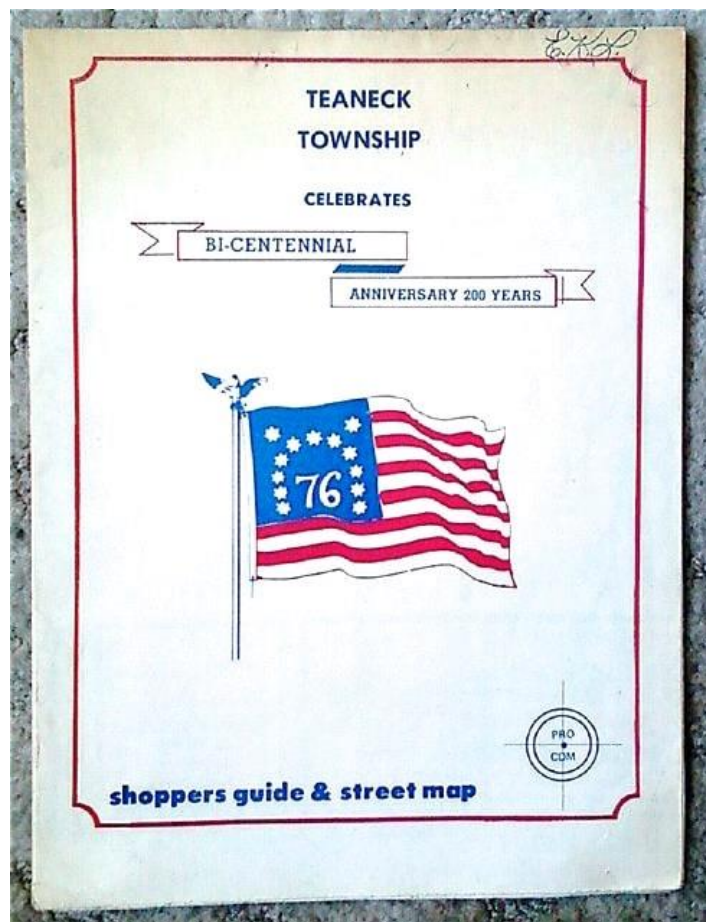 E.K.L.
TEANECK
TOWNSHIP
CELEBRATES
BI-CENTENNIAL
ANNIVERSARY 200 YEARS
76
PRO
COM
shoppers guide & street map